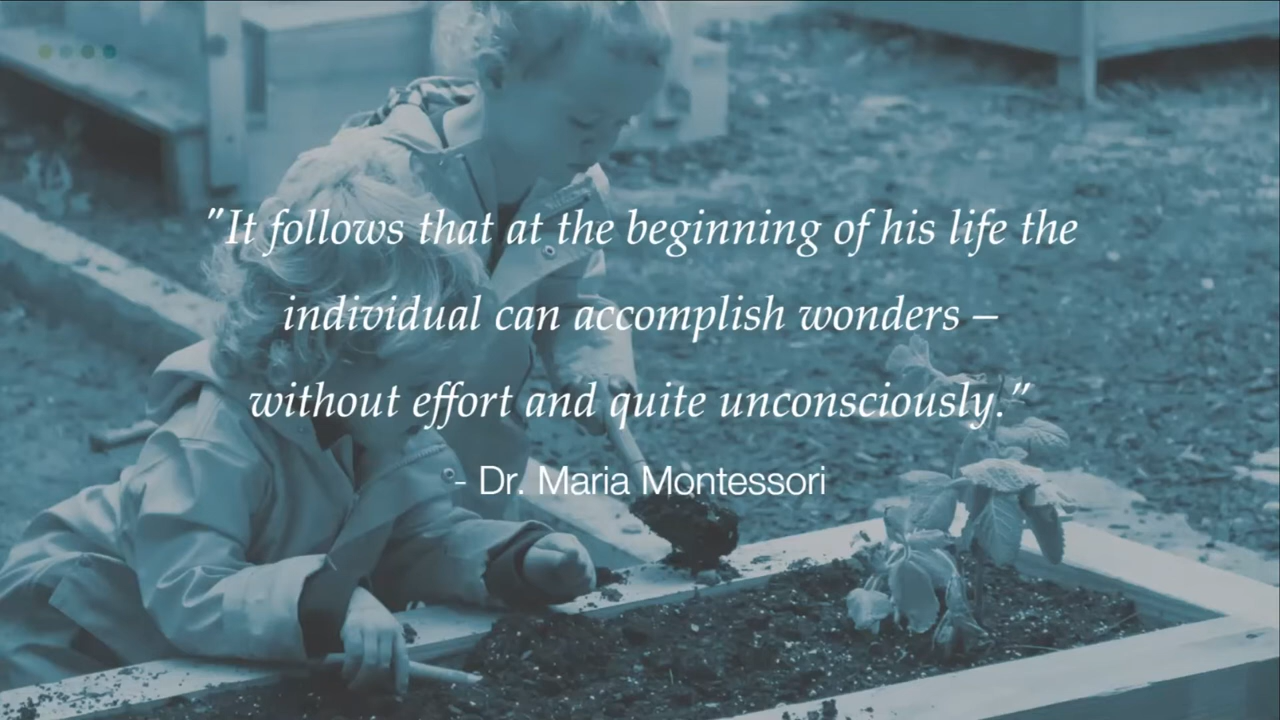 "It follows that at the beginning of his life the
individual can accomplish wonders –
without effort and quite unconsciously."
- Dr. Maria Montessori